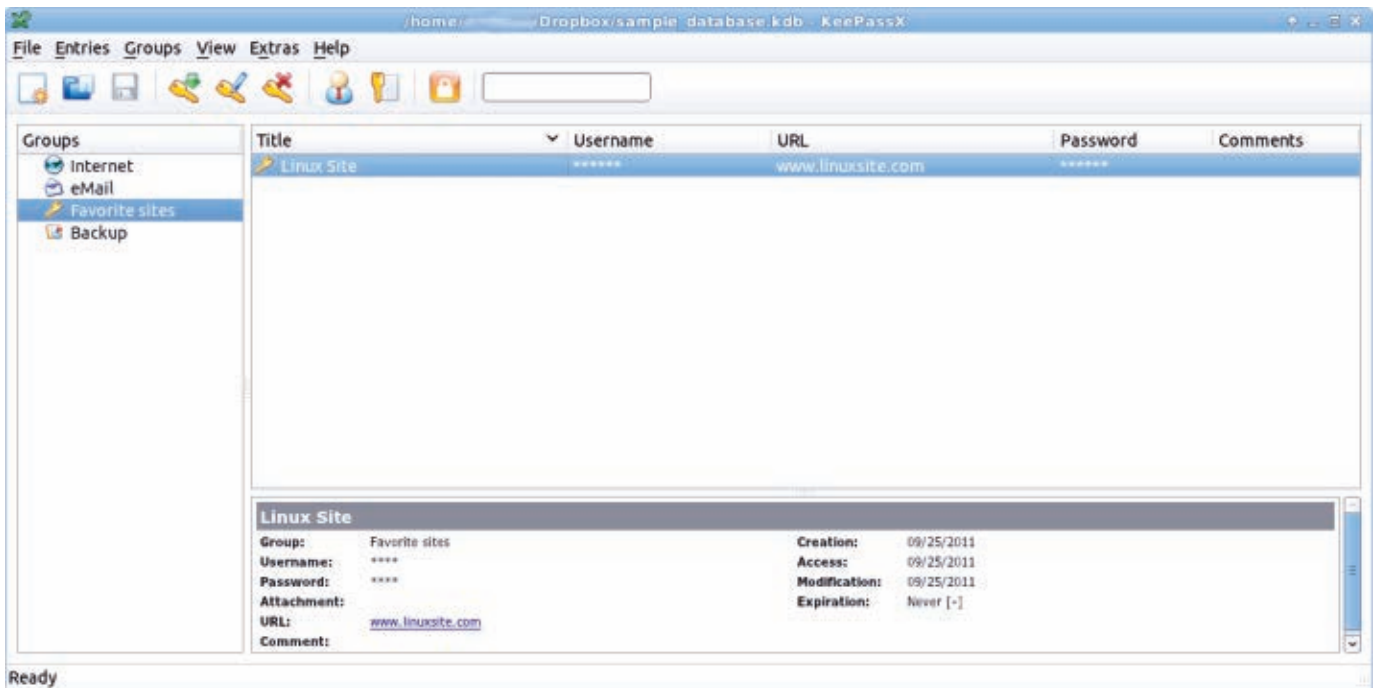 /home/ /Dropbox/sample_database.kdb - KeePassX
File Entries Groups View Extras Help
Groups
Internet
eMail
Favorite sites
Backup
Title Username URL Password Comments
Linux Site ****** www.linuxsite.com ******
Linux Site
Group: Favorite sites Creation: 09/25/2011
Username: **** Access: 09/25/2011
Password: **** Modification: 09/25/2011
Attachment: Expiration: Never [-]
URL: www.linuxsite.com
Comment:
Ready